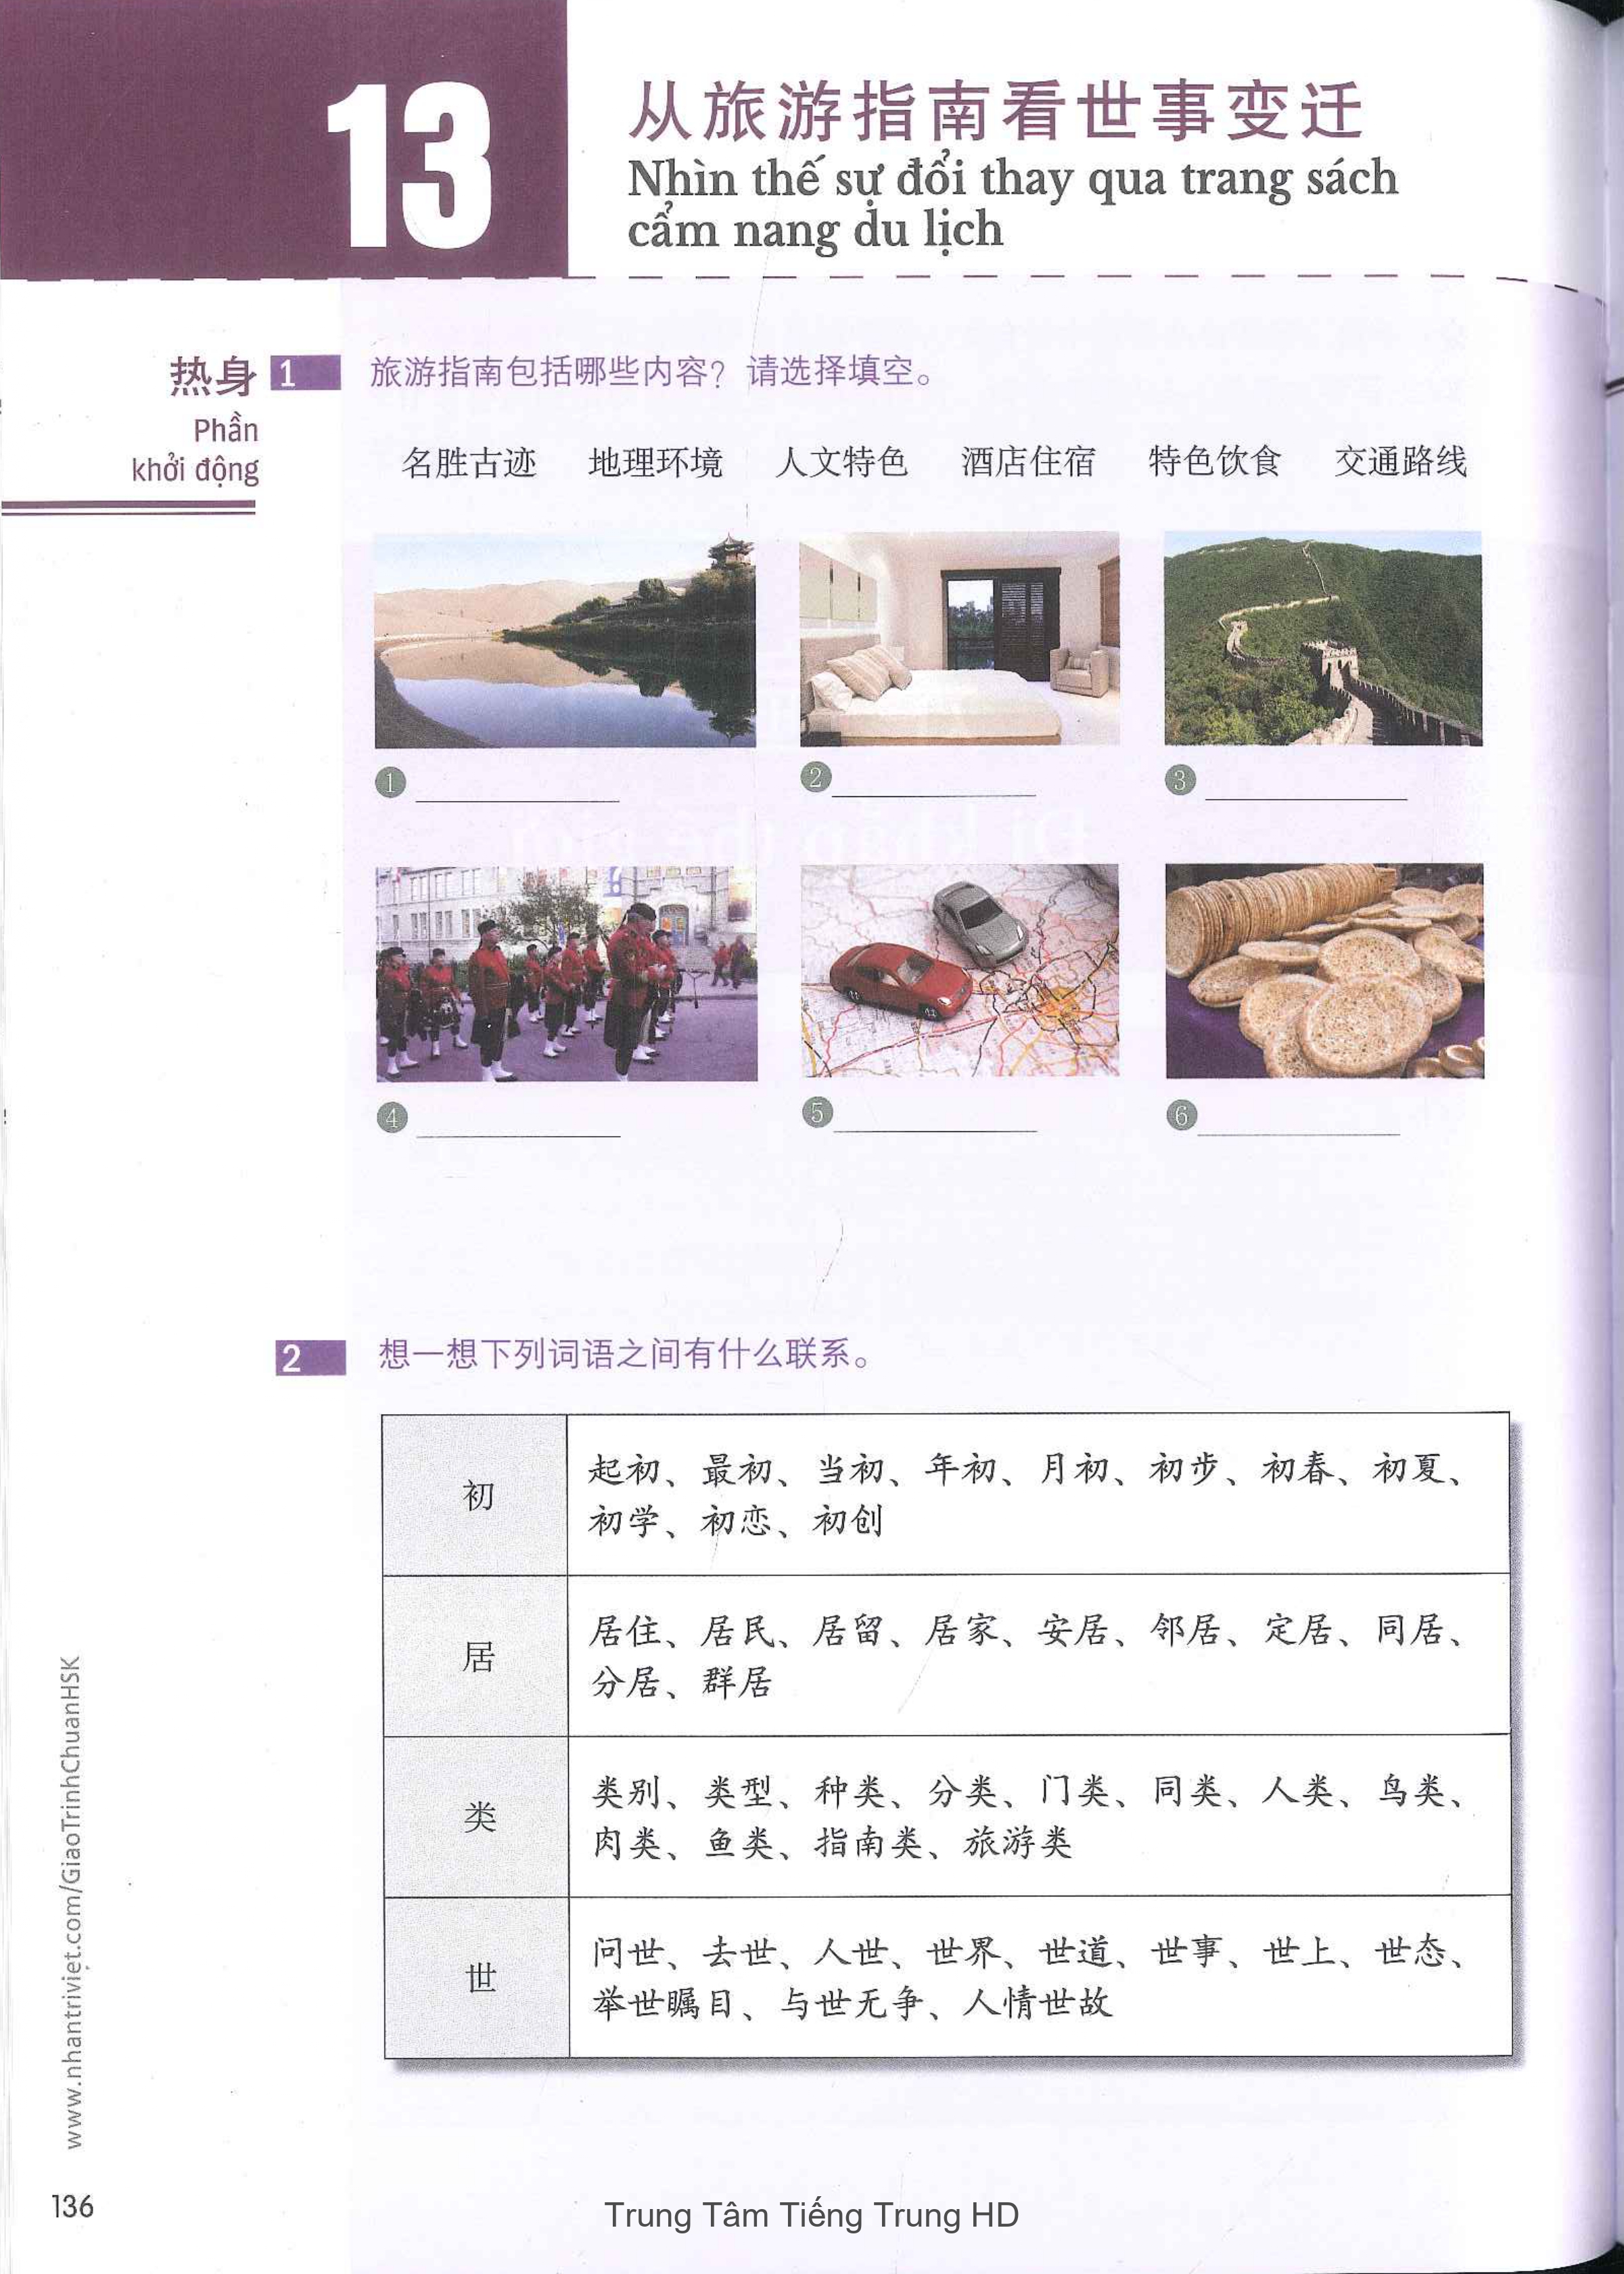 13
从旅游指南看世事变迁
Nhìn thế sự đổi thay qua trang sách
cẩm nang du lịch
热身
Phần
khởi động
1 旅游指南包括哪些内容？请选择填空。
名胜古迹 地理环境 人文特色 酒店住宿 特色饮食 交通路线
1 2 3
4 5 6
2 想一想下列词语之间有什么联系。
初
起初、最初、当初、年初、月初、初步、初春、初夏、
初学、初恋、初创
居
居住、居民、居留、居家、安居、邻居、定居、同居、
分居、群居
类
类别、类型、种类、分类、门类、同类、人类、鸟类、
肉类、鱼类、指南类、旅游类
世
问世、去世、人世、世界、世道、世事、世上、世态、
举世瞩目、与世无争、人情世故
www.nhantriviet.com/GiaoTrinhChuanHSK
136
Trung Tâm Tiếng Trung HD